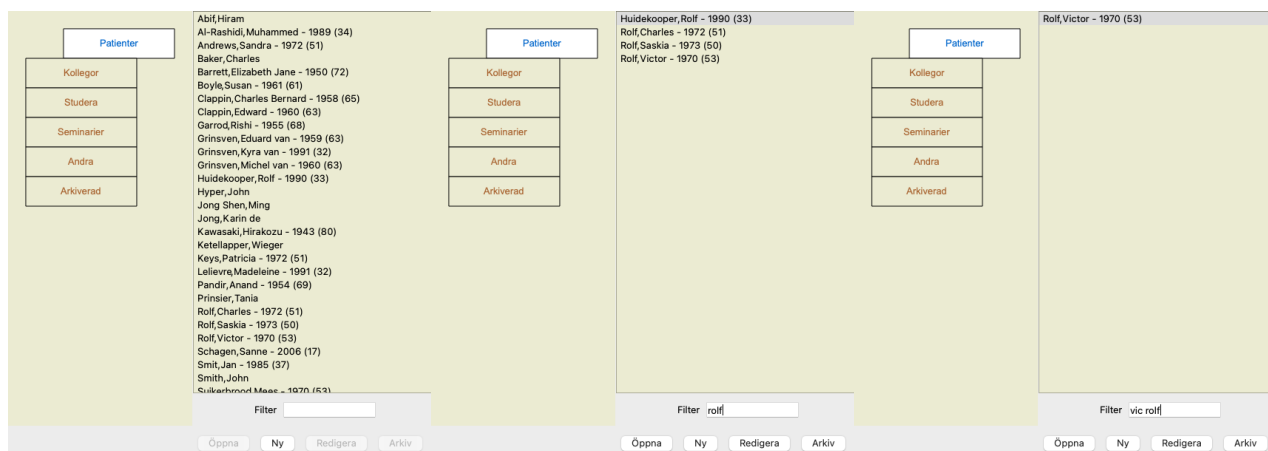 Patienter
Kollegor
Studera
Seminarier
Andra
Arkiverad
Abif,Hiram
Al-Rashidi,Muhammed - 1989 (34)
Andrews,Sandra - 1972 (51)
Baker,Charles
Barrett,Elizabeth Jane - 1950 (72)
Boyle,Susan - 1961 (61)
Clappin,Charles Bernard - 1958 (65)
Clappin,Edward - 1960 (63)
Garrod,Rishi - 1955 (68)
Grinsven,Eduard van - 1959 (63)
Grinsven,Kyra van - 1991 (32)
Grinsven,Michel van - 1960 (63)
Huidekooper,Rolf - 1990 (33)
Hyper,John
Jong Shen,Ming
Jong,Karin de
Kawasaki,Hirakozu - 1943 (80)
Ketellapper,Wieger
Keys,Patricia - 1972 (51)
Lelievre,Madeleine - 1991 (32)
Pandir,Anand - 1954 (69)
Prinsier,Tania
Rolf,Charles - 1972 (51)
Rolf,Saskia - 1973 (50)
Rolf,Victor - 1970 (53)
Schagen,Sanne - 2006 (17)
Smit,Jan - 1985 (37)
Smith,John
Suikerbrood Mees - 1970 (53)
Filter
Öppna Ny Redigera Arkiv
Patienter
Kollegor
Studera
Seminarier
Andra
Arkiverad
Huidekooper,Rolf - 1990 (33)
Rolf,Charles - 1972 (51)
Rolf,Saskia - 1973 (50)
Rolf,Victor - 1970 (53)
Filter rolf
Öppna Ny Redigera Arkiv
Patienter
Kollegor
Studera
Seminarier
Andra
Arkiverad
Rolf,Victor - 1970 (53)
Filter vic rolf
Öppna Ny Redigera Arkiv